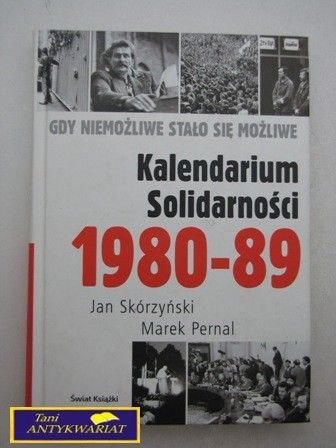 GDY NIEMOŻLIWE STAŁO SIĘ MOŻLIWE
Kalendarium
Solidarności
1980-89
Jan Skórzyński
Marek Pernal
Świat Książki
Tani
ANTYKWARIAT